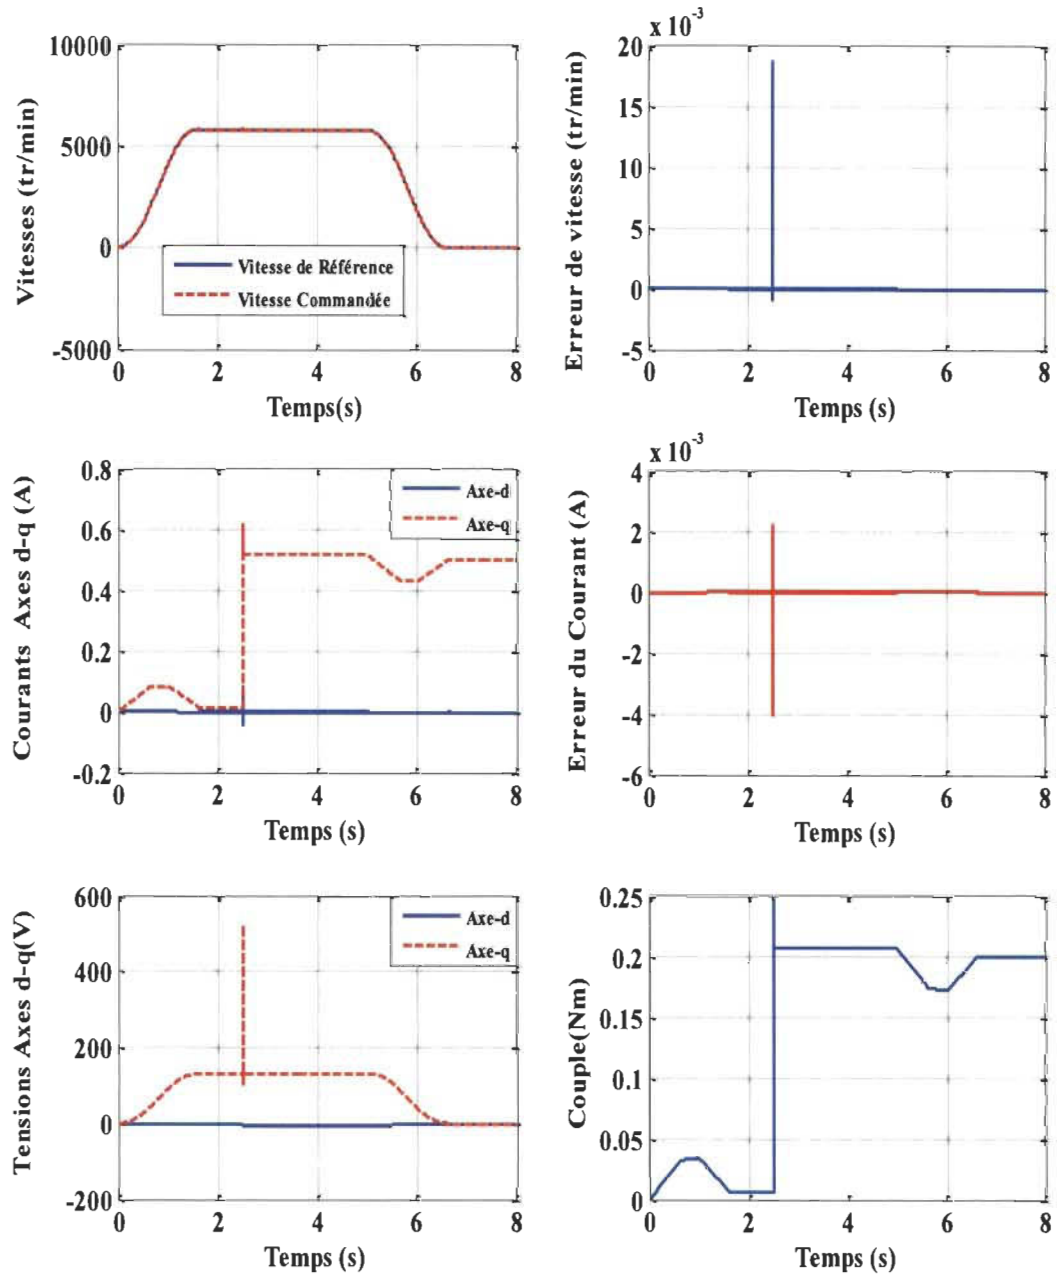 10000
5000
0
-5000
Vitesses (tr/min)
Vitesse de Référence
Vitesse Commandée
0 2 4 6 8
Temps(s)
x 10-3
20
15
10
5
0
-5
Erreur de vitesse (tr/min)
0 2 4 6 8
Temps (s)
0.8
0.6
0.4
0.2
0
-0.2
Courants Axes d-q (A)
Axe-d
Axe-q
0 2 4 6 8
Temps (s)
x 10-3
4
2
0
-2
-4
-6
Erreur du Courant (A)
0 2 4 6 8
Temps (s)
600
400
200
0
-200
Tensions Axes d-q(V)
Axe-d
Axe-q
0 2 4 6 8
Temps (s)
0.25
0.2
0.15
0.1
0.05
0
Couple(Nm)
0 2 4 6 8
Temps (s)